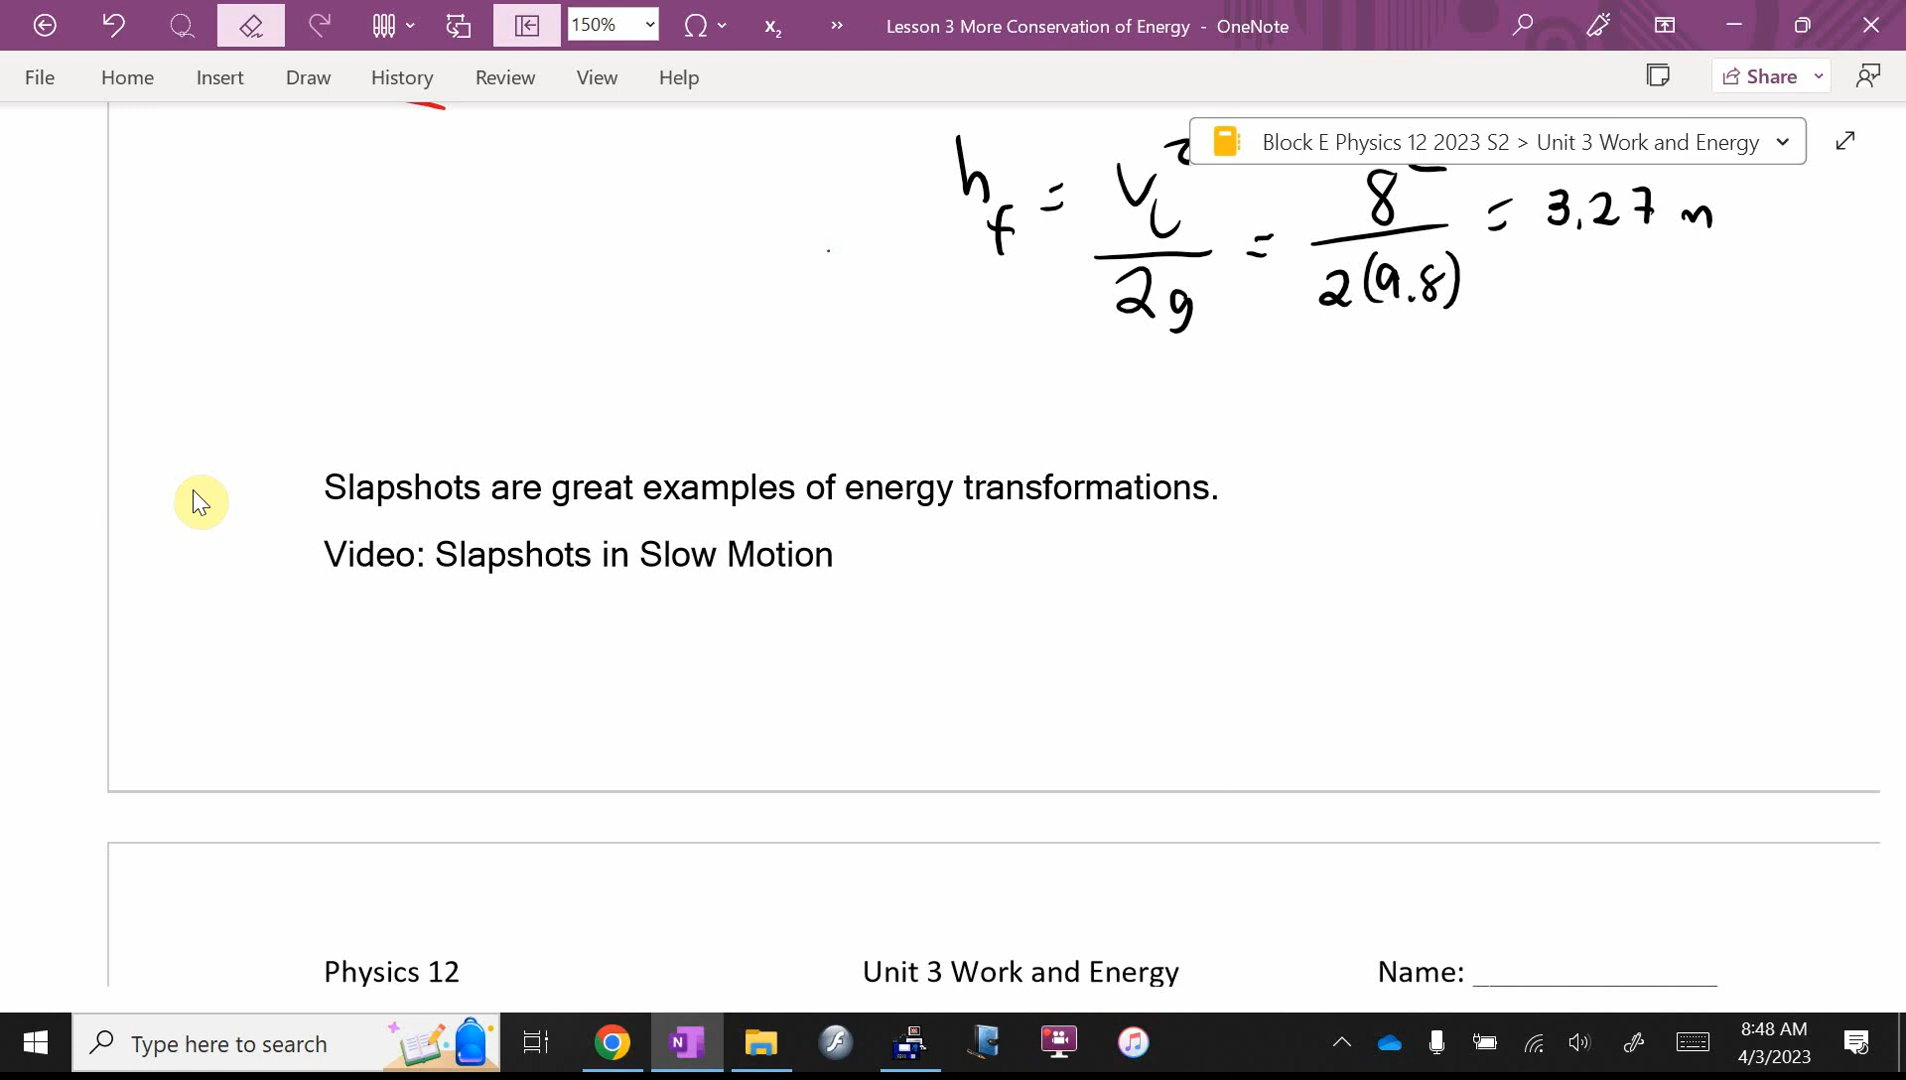 150%
x₂
»
Lesson 3 More Conservation of Energy - OneNote
File Home Insert Draw History Review View Help
Share
Block E Physics 12 2023 S2 > Unit 3 Work and Energy
h_f = v_i²/2g = 8²/2(9.8) = 3.27 m
Slapshots are great examples of energy transformations.
Video: Slapshots in Slow Motion
Physics 12 Unit 3 Work and Energy Name: ________________
Type here to search
8:48 AM
4/3/2023